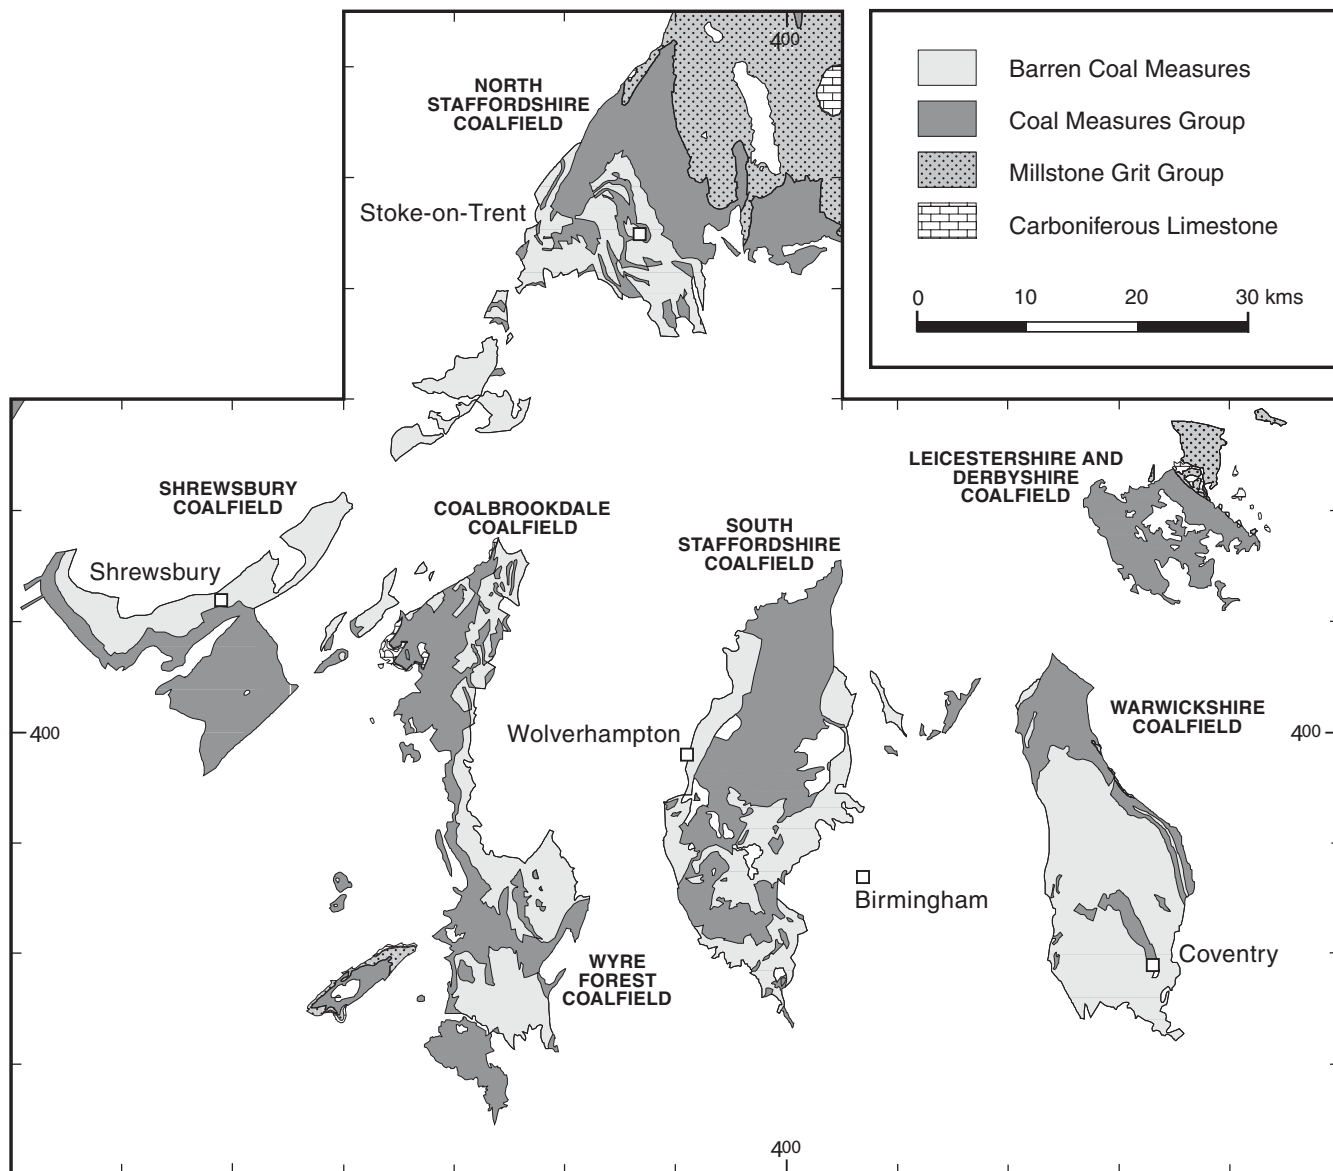 400
NORTH
STAFFORDSHIRE
COALFIELD
Stoke-on-Trent
Barren Coal Measures
Coal Measures Group
Millstone Grit Group
Carboniferous Limestone
0 10 20 30 kms
SHREWSBURY
COALFIELD
Shrewsbury
COALBROOKDALE
COALFIELD
SOUTH
STAFFORDSHIRE
COALFIELD
LEICESTERSHIRE AND
DERBYSHIRE
COALFIELD
400
Wolverhampton
WARWICKSHIRE
COALFIELD
400
Birmingham
Coventry
WYRE
FOREST
COALFIELD
400